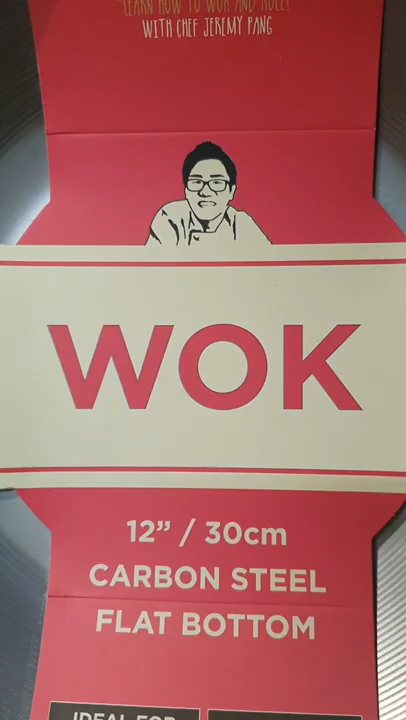 "LEARN HOW TO WOK AND ROLL!
WITH CHEF JEREMY PANG
WOK
12” / 30cm
CARBON STEEL
FLAT BOTTOM
IDEAL FOR